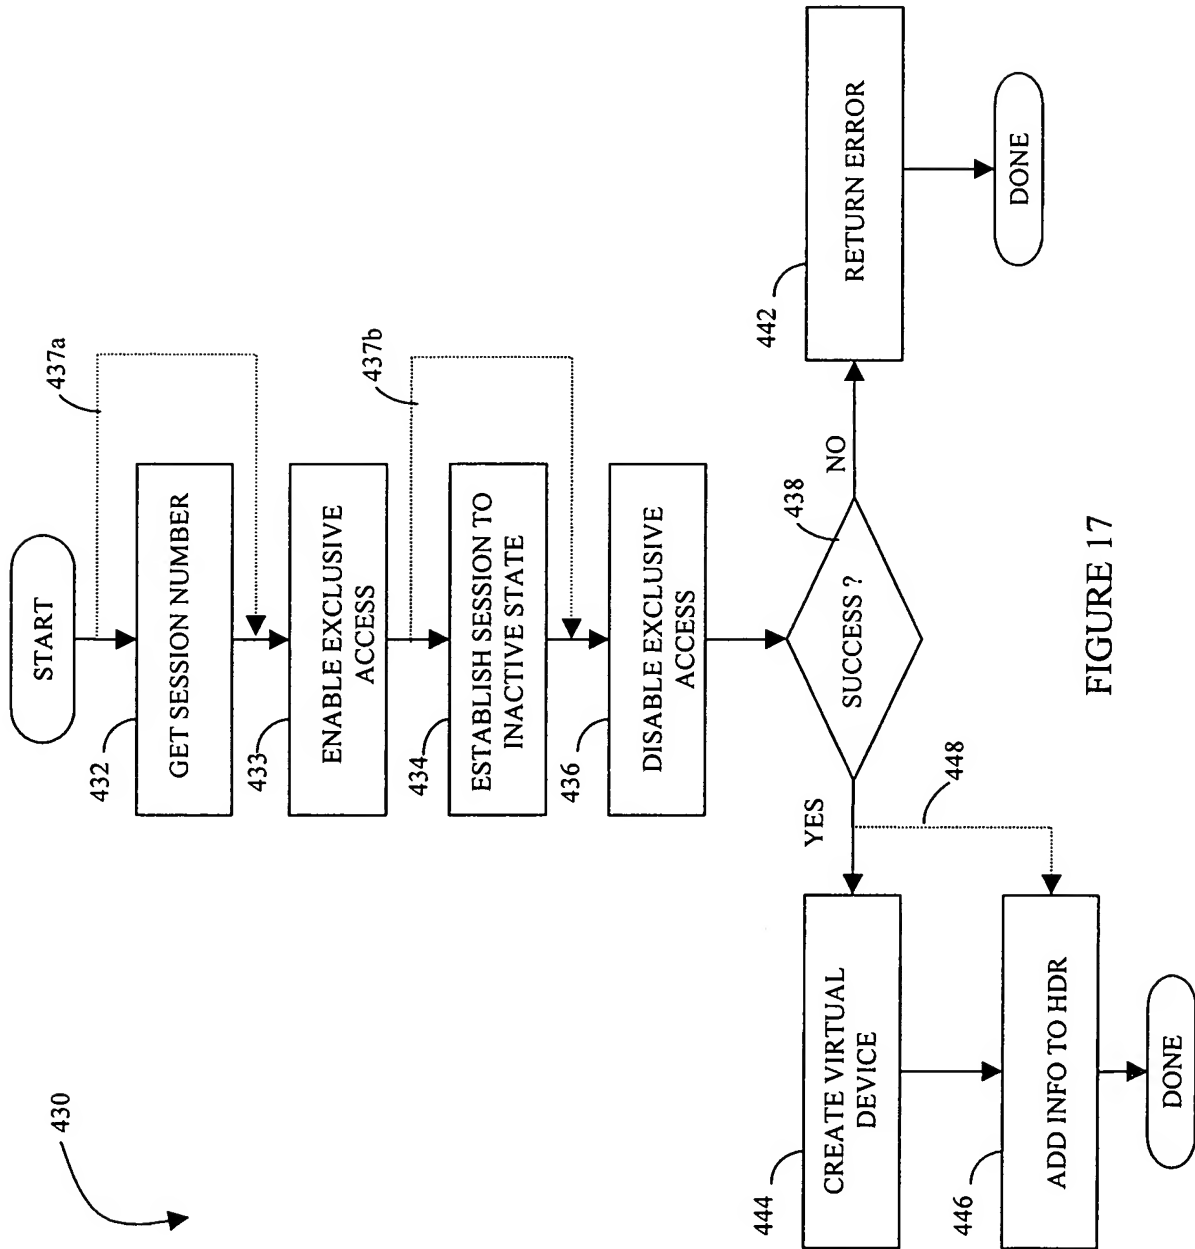 430
START
437a
432
GET SESSION NUMBER
433
ENABLE EXCLUSIVE
ACCESS
437b
434
ESTABLISH SESSION TO
INACTIVE STATE
436
DISABLE EXCLUSIVE
ACCESS
438
SUCCESS ?
YES
NO
448
442
RETURN ERROR
DONE
444
CREATE VIRTUAL
DEVICE
446
ADD INFO TO HDR
DONE
FIGURE 17